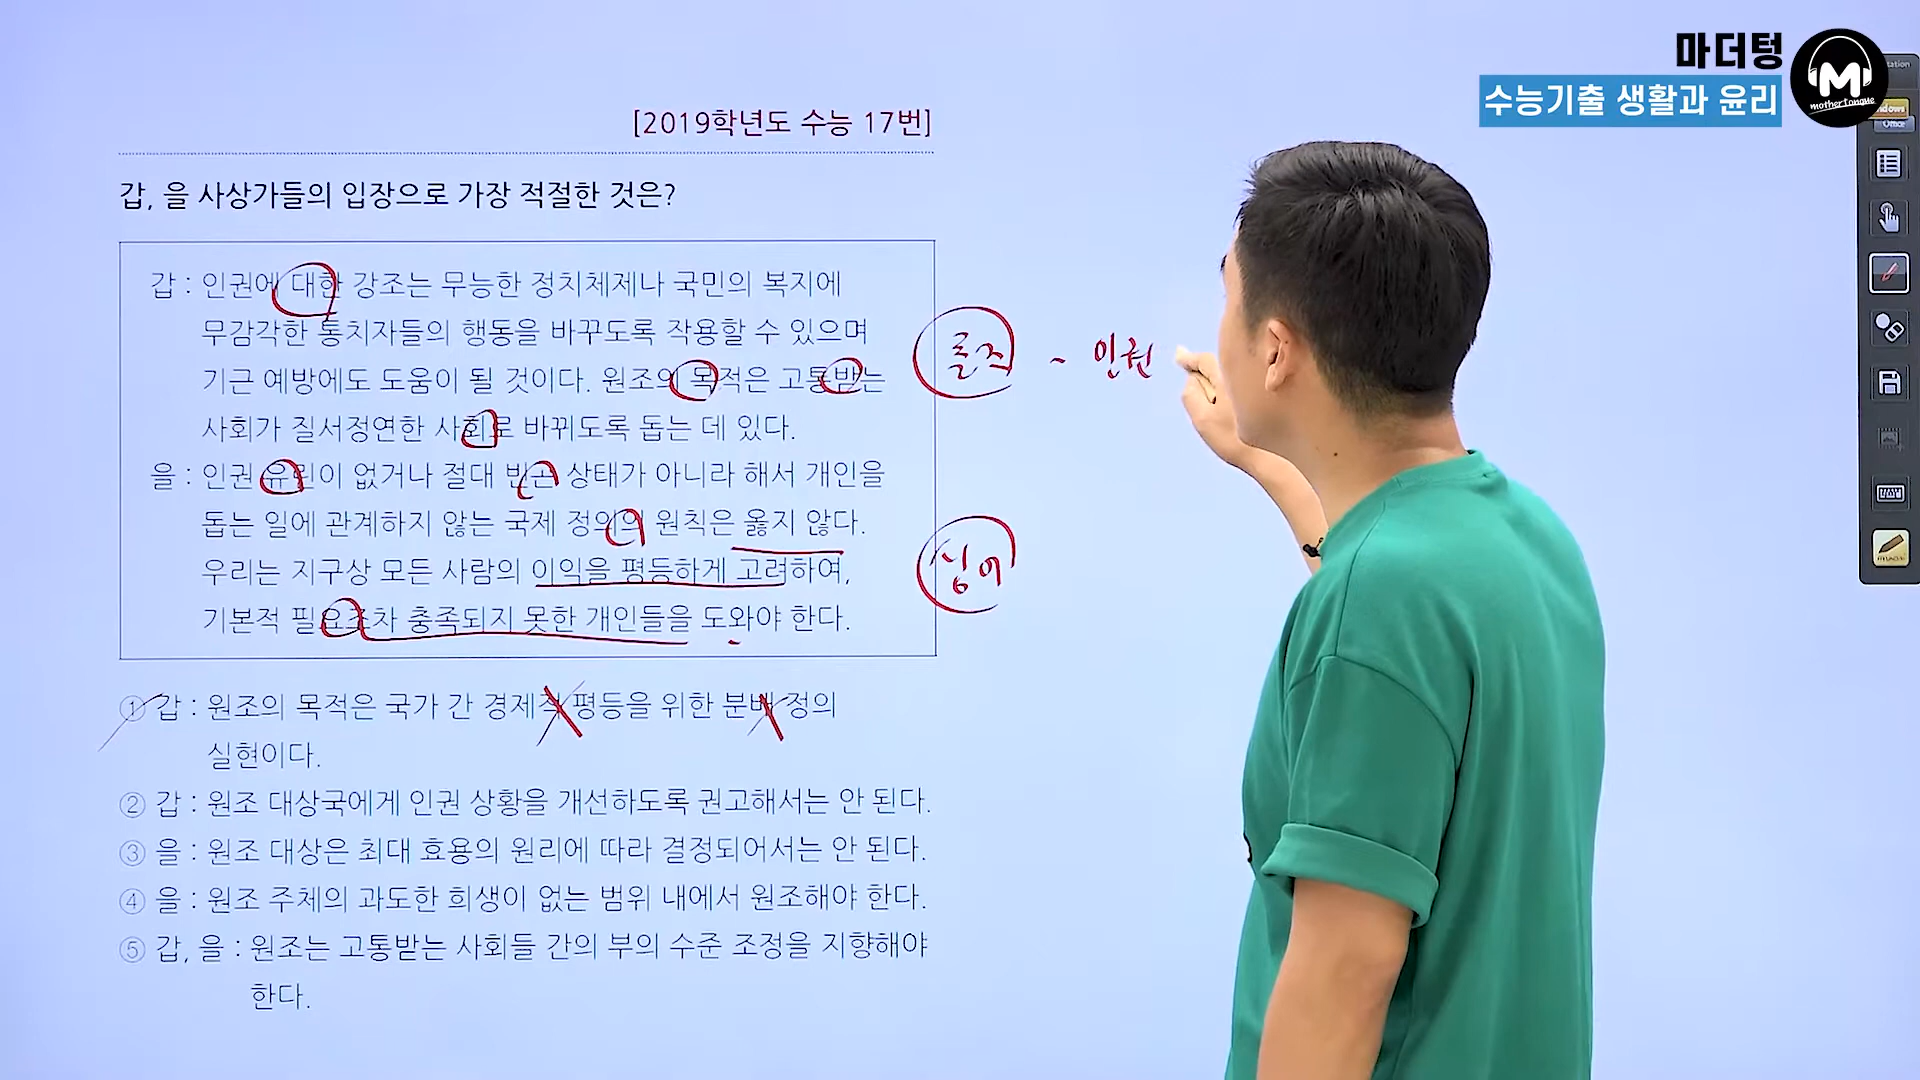 마더텅
수능기출 생활과 윤리
M
mothertongue
[2019학년도 수능 17번]
갑, 을 사상가들의 입장으로 가장 적절한 것은?
갑 : 인권에 대한 강조는 무능한 정치체제나 국민의 복지에
무감각한 통치자들의 행동을 바꾸도록 작용할 수 있으며
기근 예방에도 도움이 될 것이다. 원조의 목적은 고통받는
사회가 질서정연한 사회로 바뀌도록 돕는 데 있다.
롤즈 - 인권
을 : 인권 유린이 없거나 절대 빈곤 상태가 아니라 해서 개인을
돕는 일에 관계하지 않는 국제 정의의 원칙은 옳지 않다.
우리는 지구상 모든 사람의 이익을 평등하게 고려하여,
기본적 필요조차 충족되지 못한 개인들을 도와야 한다.
싱어
① 갑 : 원조의 목적은 국가 간 경제적 평등을 위한 분배 정의
실현이다.
② 갑 : 원조 대상국에게 인권 상황을 개선하도록 권고해서는 안 된다.
③ 을 : 원조 대상은 최대 효용의 원리에 따라 결정되어서는 안 된다.
④ 을 : 원조 주체의 과도한 희생이 없는 범위 내에서 원조해야 한다.
⑤ 갑, 을 : 원조는 고통받는 사회들 간의 부의 수준 조정을 지향해야
한다.